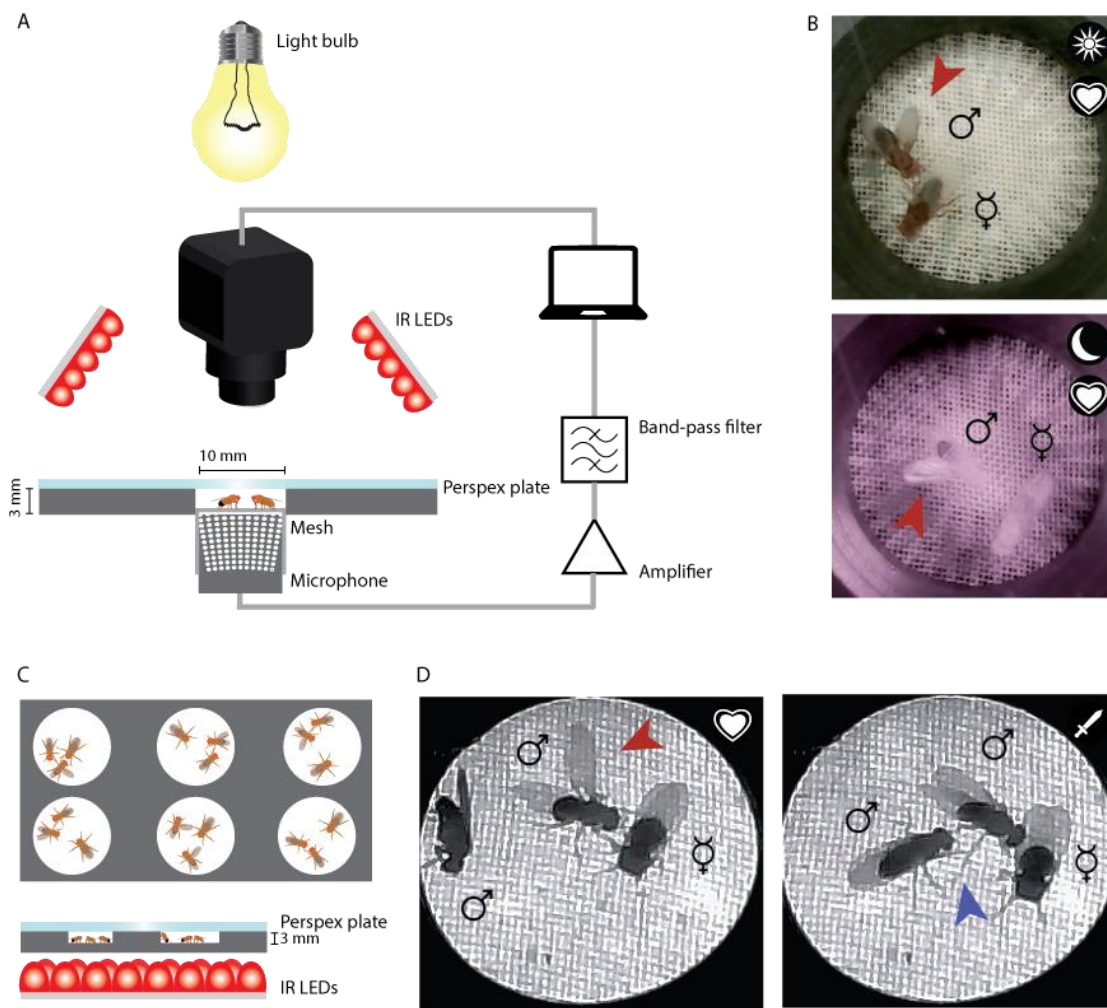 A
Light bulb
IR LEDs
10 mm
Band-pass filter
3 mm
Perspex plate
Mesh
Microphone
Amplifier
B
♂
☿
♂
☿
C
Perspex plate
3 mm
IR LEDs
D
♂
☿
♂
♂
♂
☿